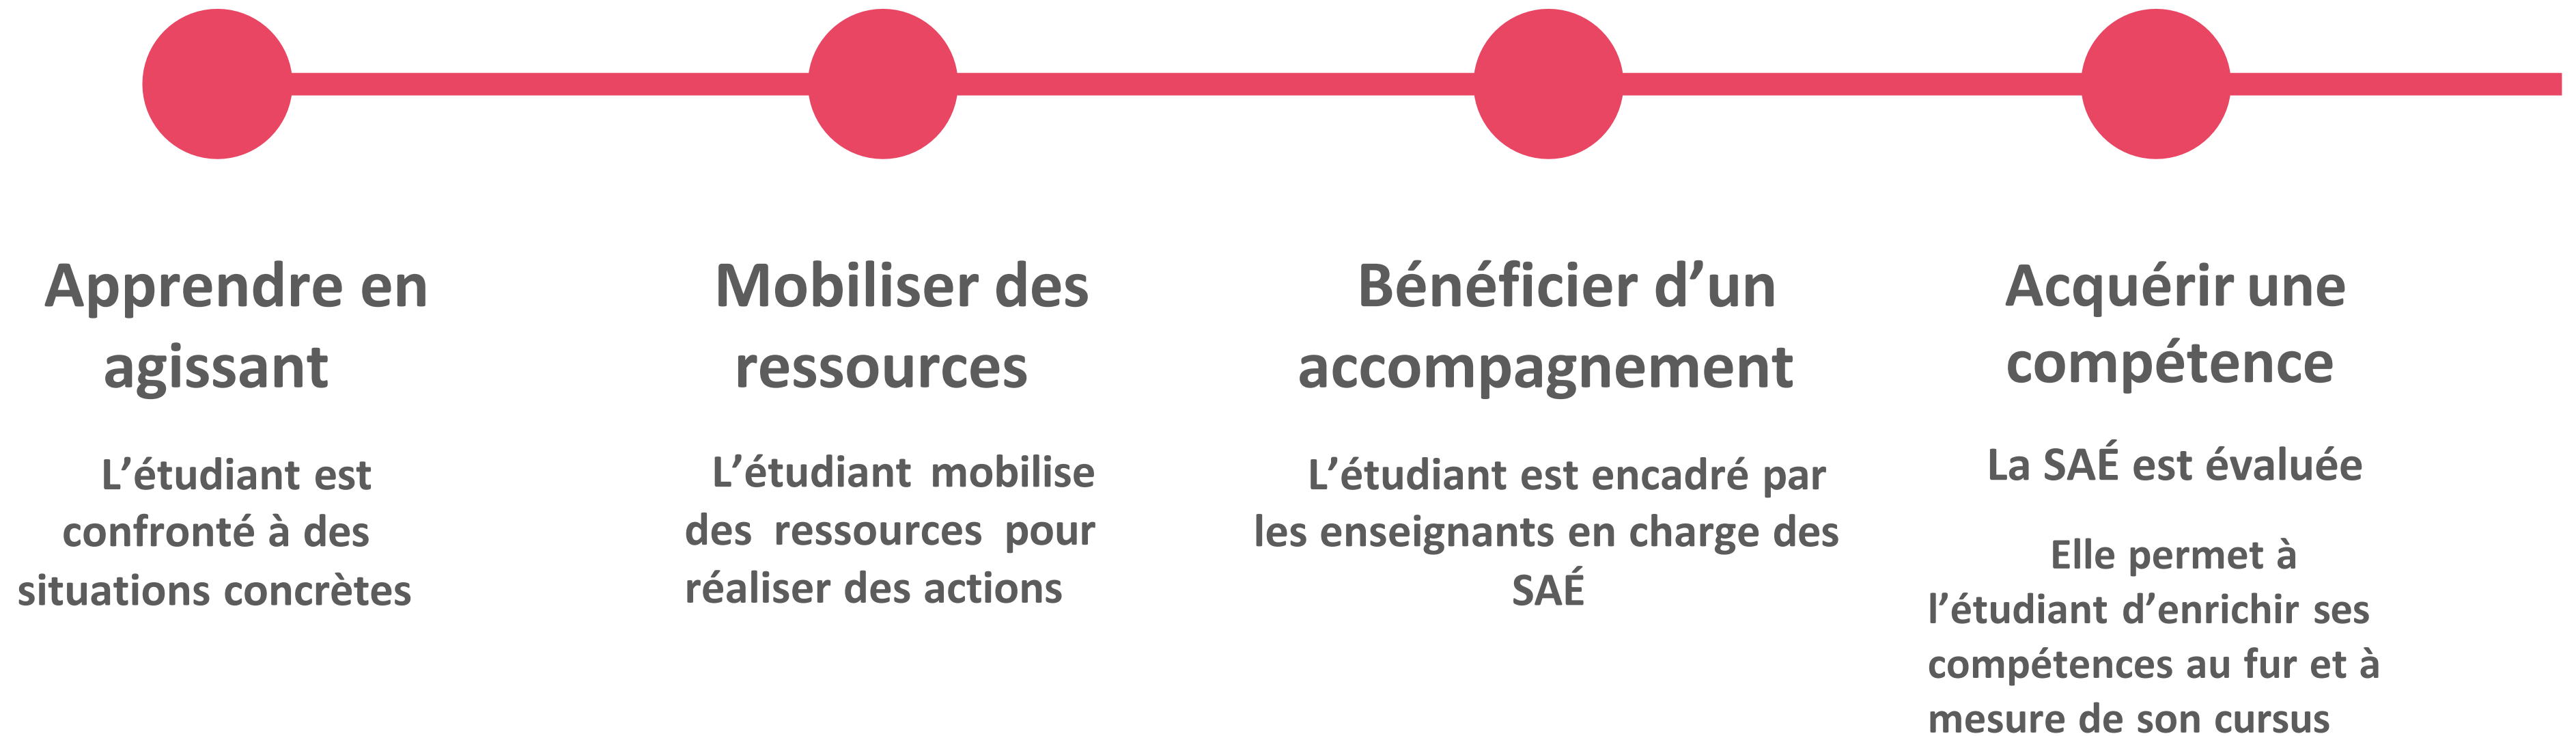 Apprendre en
agissant
L’étudiant est
confronté à des
situations concrètes
Mobiliser des
ressources
L’étudiant mobilise
des ressources pour
réaliser des actions
Bénéficier d’un
accompagnement
L’étudiant est encadré par
les enseignants en charge des
SAÉ
Acquérir une
compétence
La SAÉ est évaluée
Elle permet à
l’étudiant d’enrichir ses
compétences au fur et à
mesure de son cursus